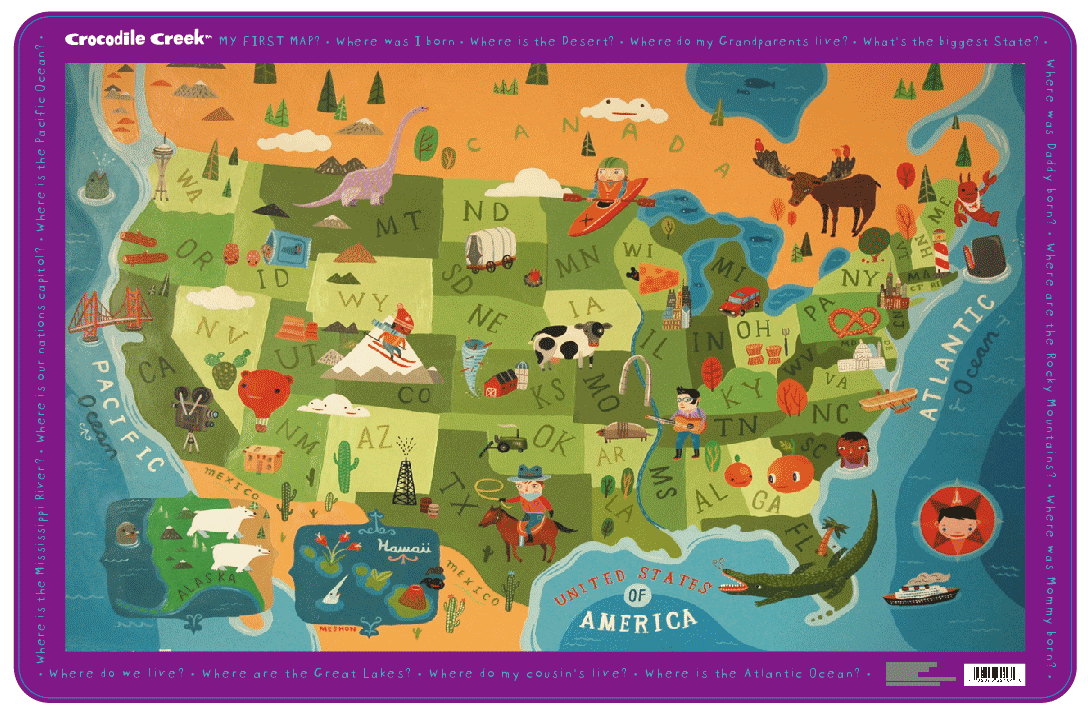 Crocodile Creek™ MY FIRST MAP? • Where was I born • Where is the Desert? • Where do my Grandparents live? • What's the biggest State? •
Where was Daddy born? • Where are the Rocky Mountains? • Where was Mommy born? •
• Where do we live? • Where are the Great Lakes? • Where do my cousin's live? • Where is the Atlantic Ocean? •
Where is the Mississippi River? • Where is our nations capitol? • Where is the Pacific Ocean? •
CANADA
WA
MT
ND
MN
WI
MI
ME
VT
NH
OR
ID
SD
NY
MA
CT RI
WY
NE
IA
IL
IN
OH
PA
NJ
NV
UT
CO
KS
MO
KY
WV
VA
MD
DE
CA
NM
AZ
OK
AR
TN
NC
SC
TX
LA
MS
AL
GA
FL
PACIFIC
Ocean
ATLANTIC
Ocean
MEXICO
MEXICO
ALASKA
Hawaii
MESHON
UNITED STATES
OF
AMERICA